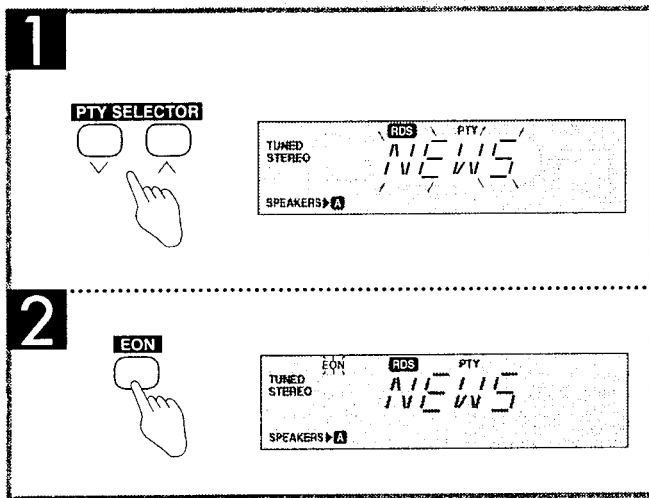 1
PTY SELECTOR
RDS PTY
TUNED
STEREO
NEWS
SPEAKERS A
2
EON
EON RDS PTY
TUNED
STEREO
NEWS
SPEAKERS A